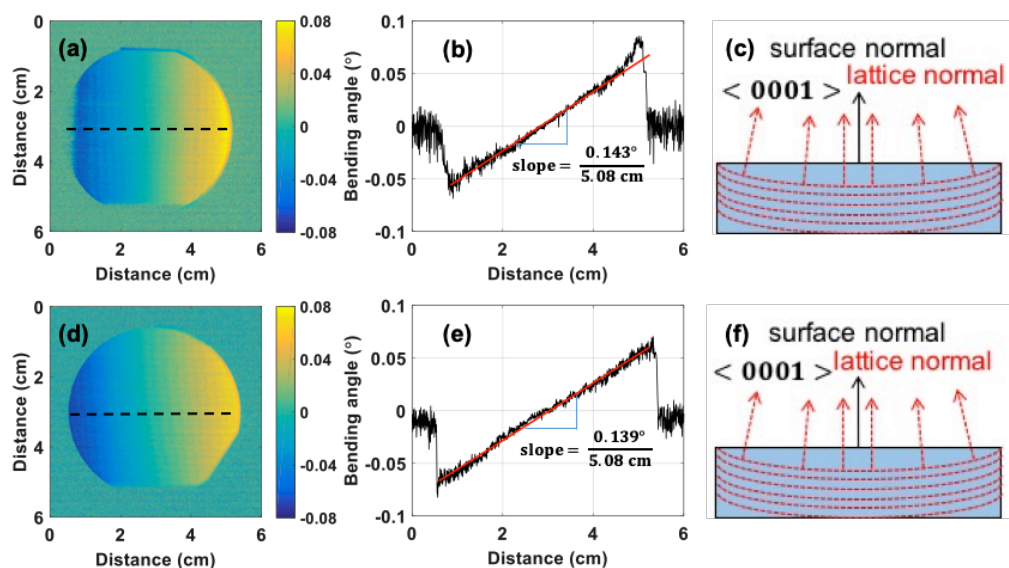 (a)
0
2
4
6
Distance (cm)
0 2 4 6
Distance (cm)
0.08
0.04
0
-0.04
-0.08
(b)
0.1
0.05
0
-0.05
-0.1
Bending angle (°)
slope = 0.143° / 5.08 cm
0 2 4 6
Distance (cm)
(c)
surface normal
lattice normal
< 0001 >
(d)
0
2
4
6
Distance (cm)
0 2 4 6
Distance (cm)
0.08
0.04
0
-0.04
-0.08
(e)
0.1
0.05
0
-0.05
-0.1
Bending angle (°)
slope = 0.139° / 5.08 cm
0 2 4 6
Distance (cm)
(f)
surface normal
lattice normal
< 0001 >